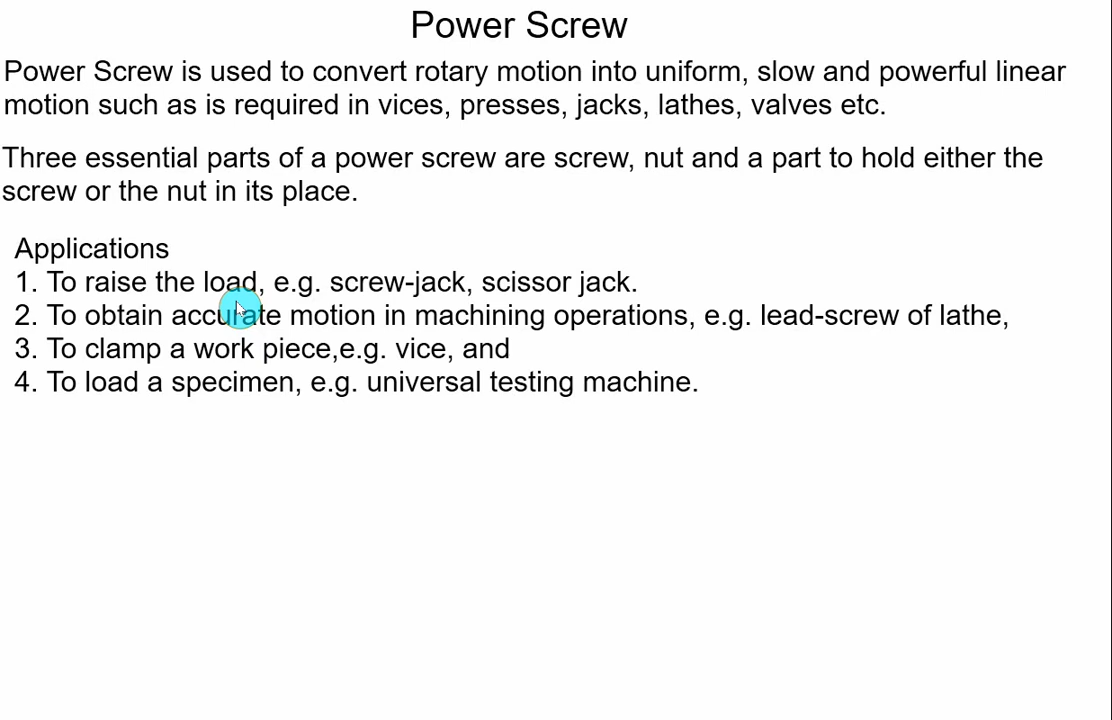 Power Screw
Power Screw is used to convert rotary motion into uniform, slow and powerful linear
motion such as is required in vices, presses, jacks, lathes, valves etc.
Three essential parts of a power screw are screw, nut and a part to hold either the
screw or the nut in its place.
Applications
1. To raise the load, e.g. screw-jack, scissor jack.
2. To obtain accurate motion in machining operations, e.g. lead-screw of lathe,
3. To clamp a work piece,e.g. vice, and
4. To load a specimen, e.g. universal testing machine.